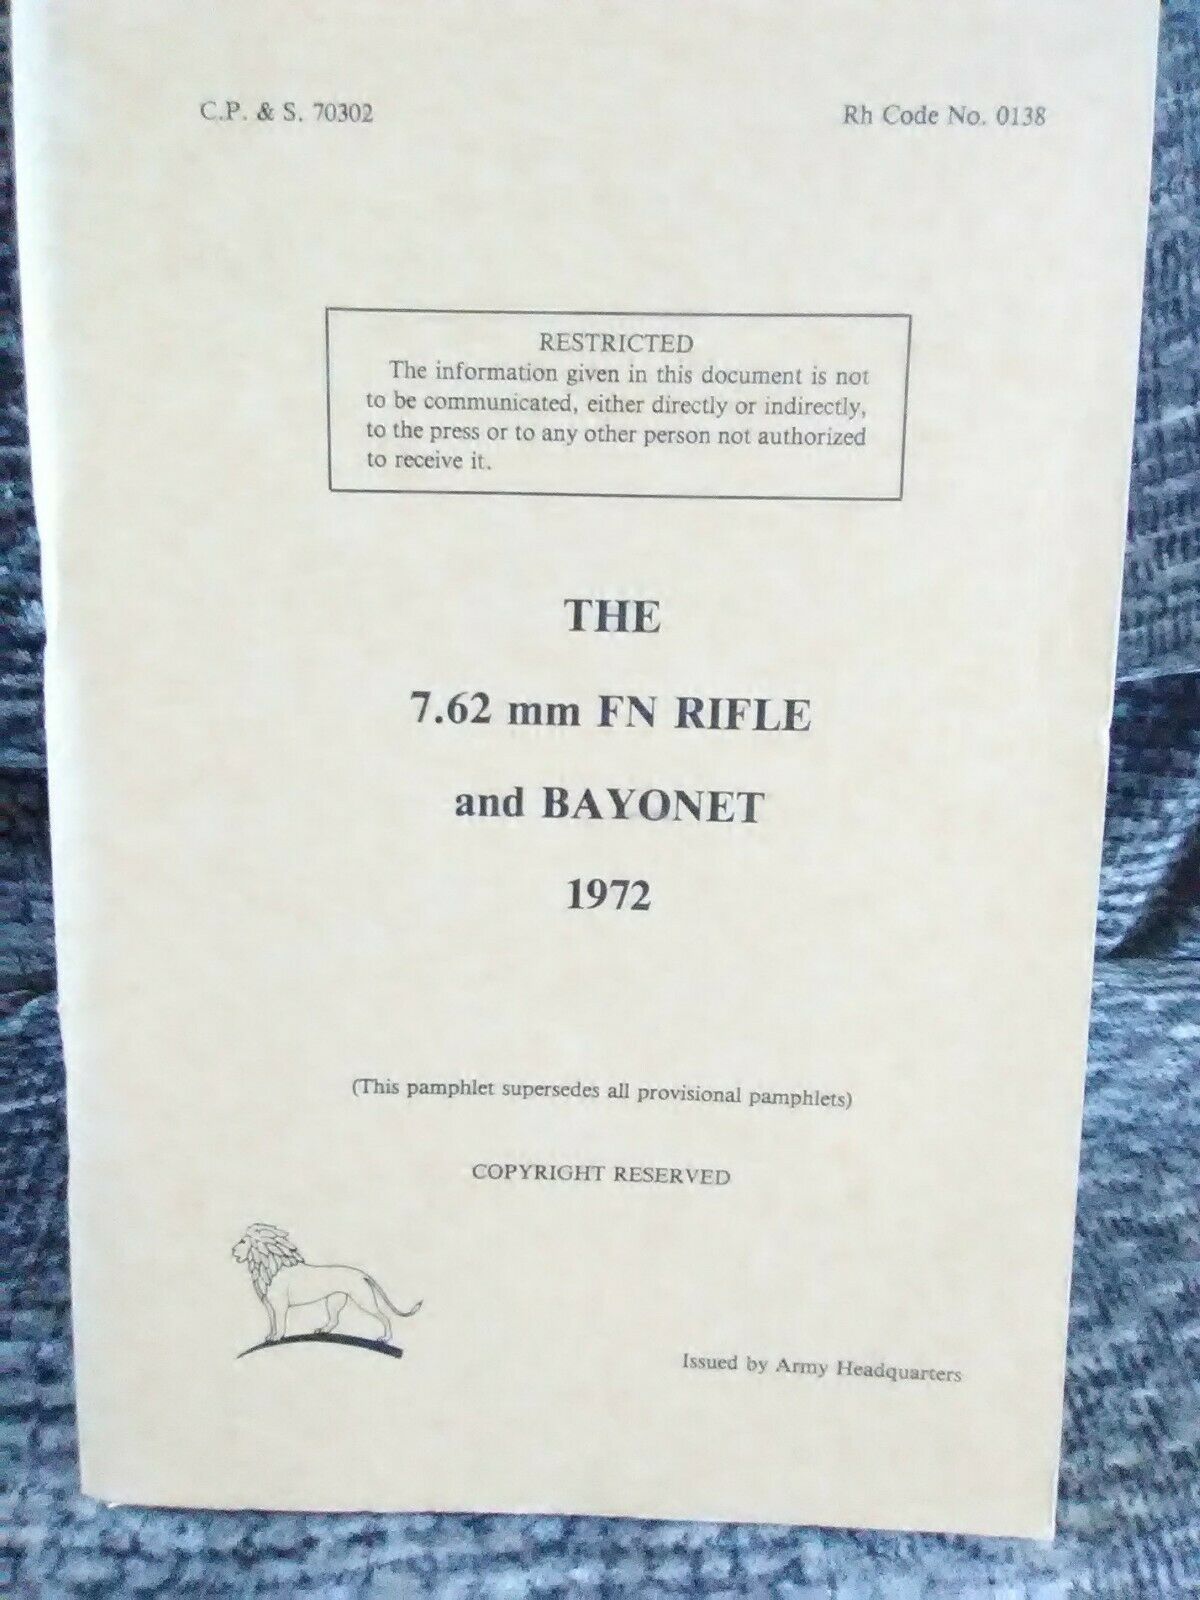 C.P. & S. 70302
Rh Code No. 0138
RESTRICTED
The information given in this document is not
to be communicated, either directly or indirectly,
to the press or to any other person not authorized
to receive it.
THE
7.62 mm FN RIFLE
and BAYONET
1972
(This pamphlet supersedes all provisional pamphlets)
COPYRIGHT RESERVED
Issued by Army Headquarters